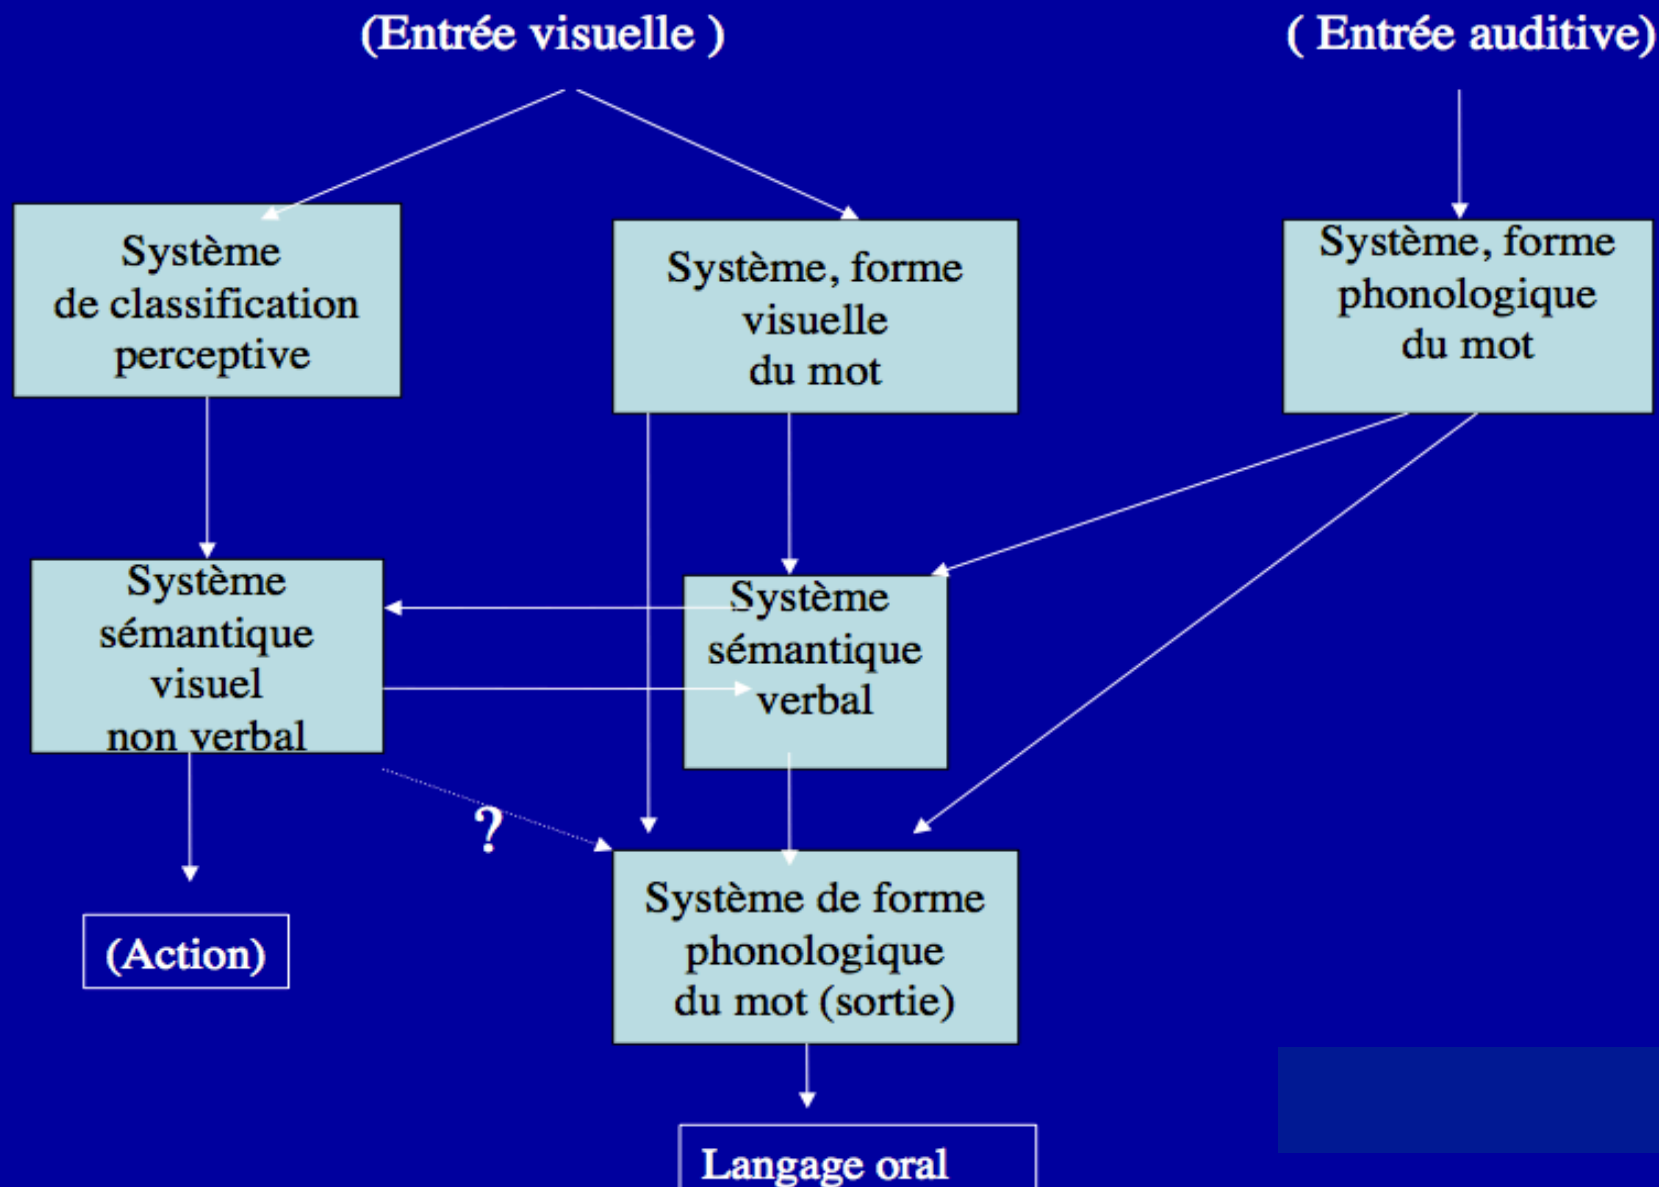 (Entrée visuelle )
( Entrée auditive)
Système
de classification
perceptive
Système, forme
visuelle
du mot
Système, forme
phonologique
du mot
Système
sémantique
visuel
non verbal
Système
sémantique
verbal
?
(Action)
Système de forme
phonologique
du mot (sortie)
Langage oral